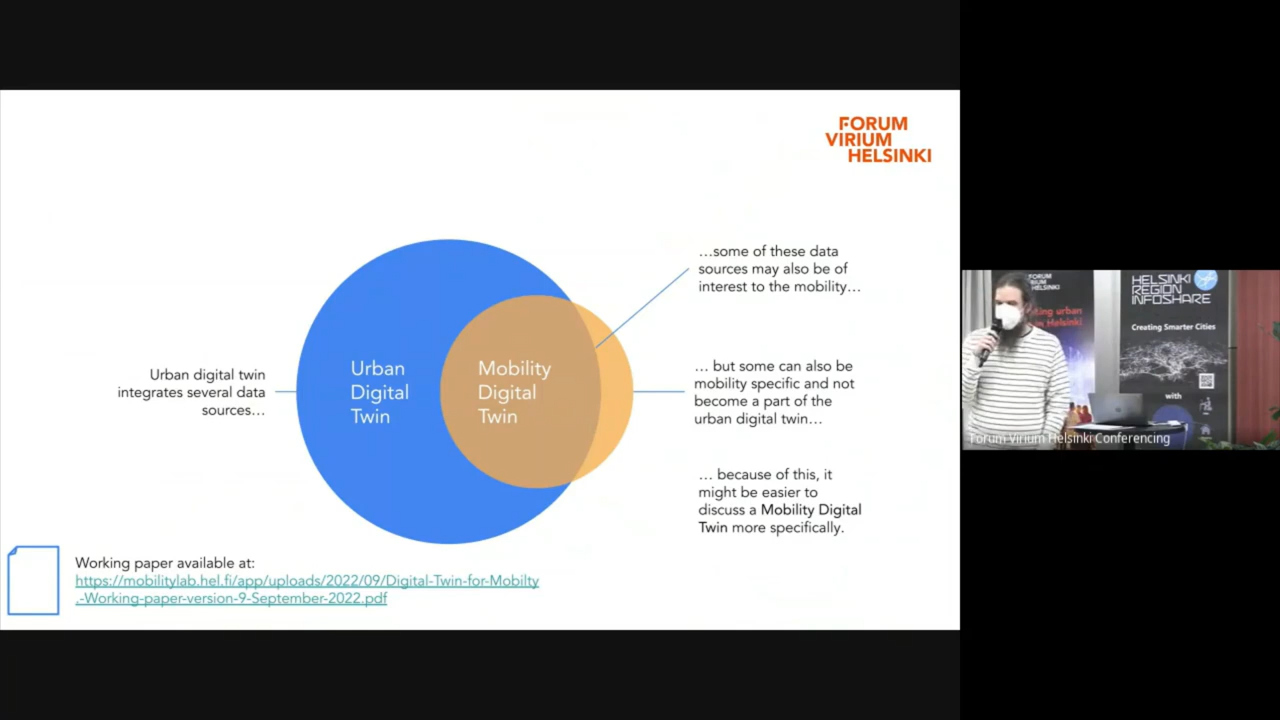 FORUM
VIRIUM
HELSINKI
…some of these data
sources may also be of
interest to the mobility…
Urban digital twin
integrates several data
sources…
Urban
Digital
Twin
Mobility
Digital
Twin
… but some can also be
mobility specific and not
become a part of the
urban digital twin…
… because of this, it
might be easier to
discuss a Mobility Digital
Twin more specifically.
Working paper available at:
https://mobilitylab.hel.fi/app/uploads/2022/09/Digital-Twin-for-Mobilty
.-Working-paper-version-9-September-2022.pdf
HELSINKI
REGION
INFOSHARE
Creating Smarter Cities
with
Forum Virium Helsinki Conferencing